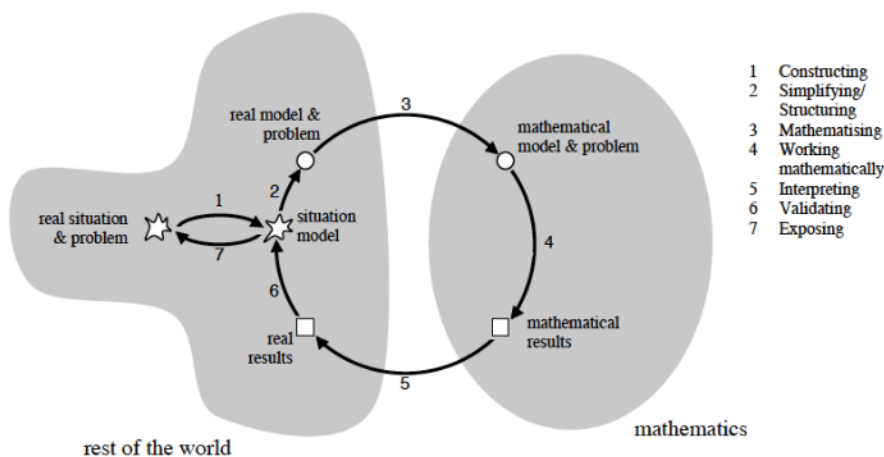 real model &
problem
3
mathematical
model & problem
1 Constructing
2 Simplifying/
Structuring
3 Mathematising
4 Working
mathematically
5 Interpreting
6 Validating
7 Exposing
real situation
& problem
1
2
situation
model
7
4
6
real
results
mathematical
results
5
rest of the world
mathematics